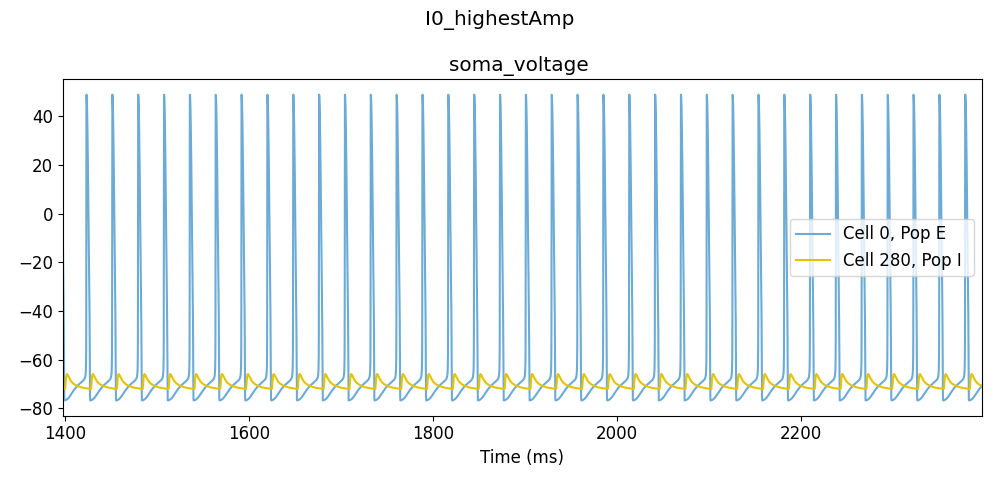 I0_highestAmp
soma_voltage
40
20
0
−20
−40
−60
−80
Cell 0, Pop E
Cell 280, Pop I
1400 1600 1800 2000 2200
Time (ms)